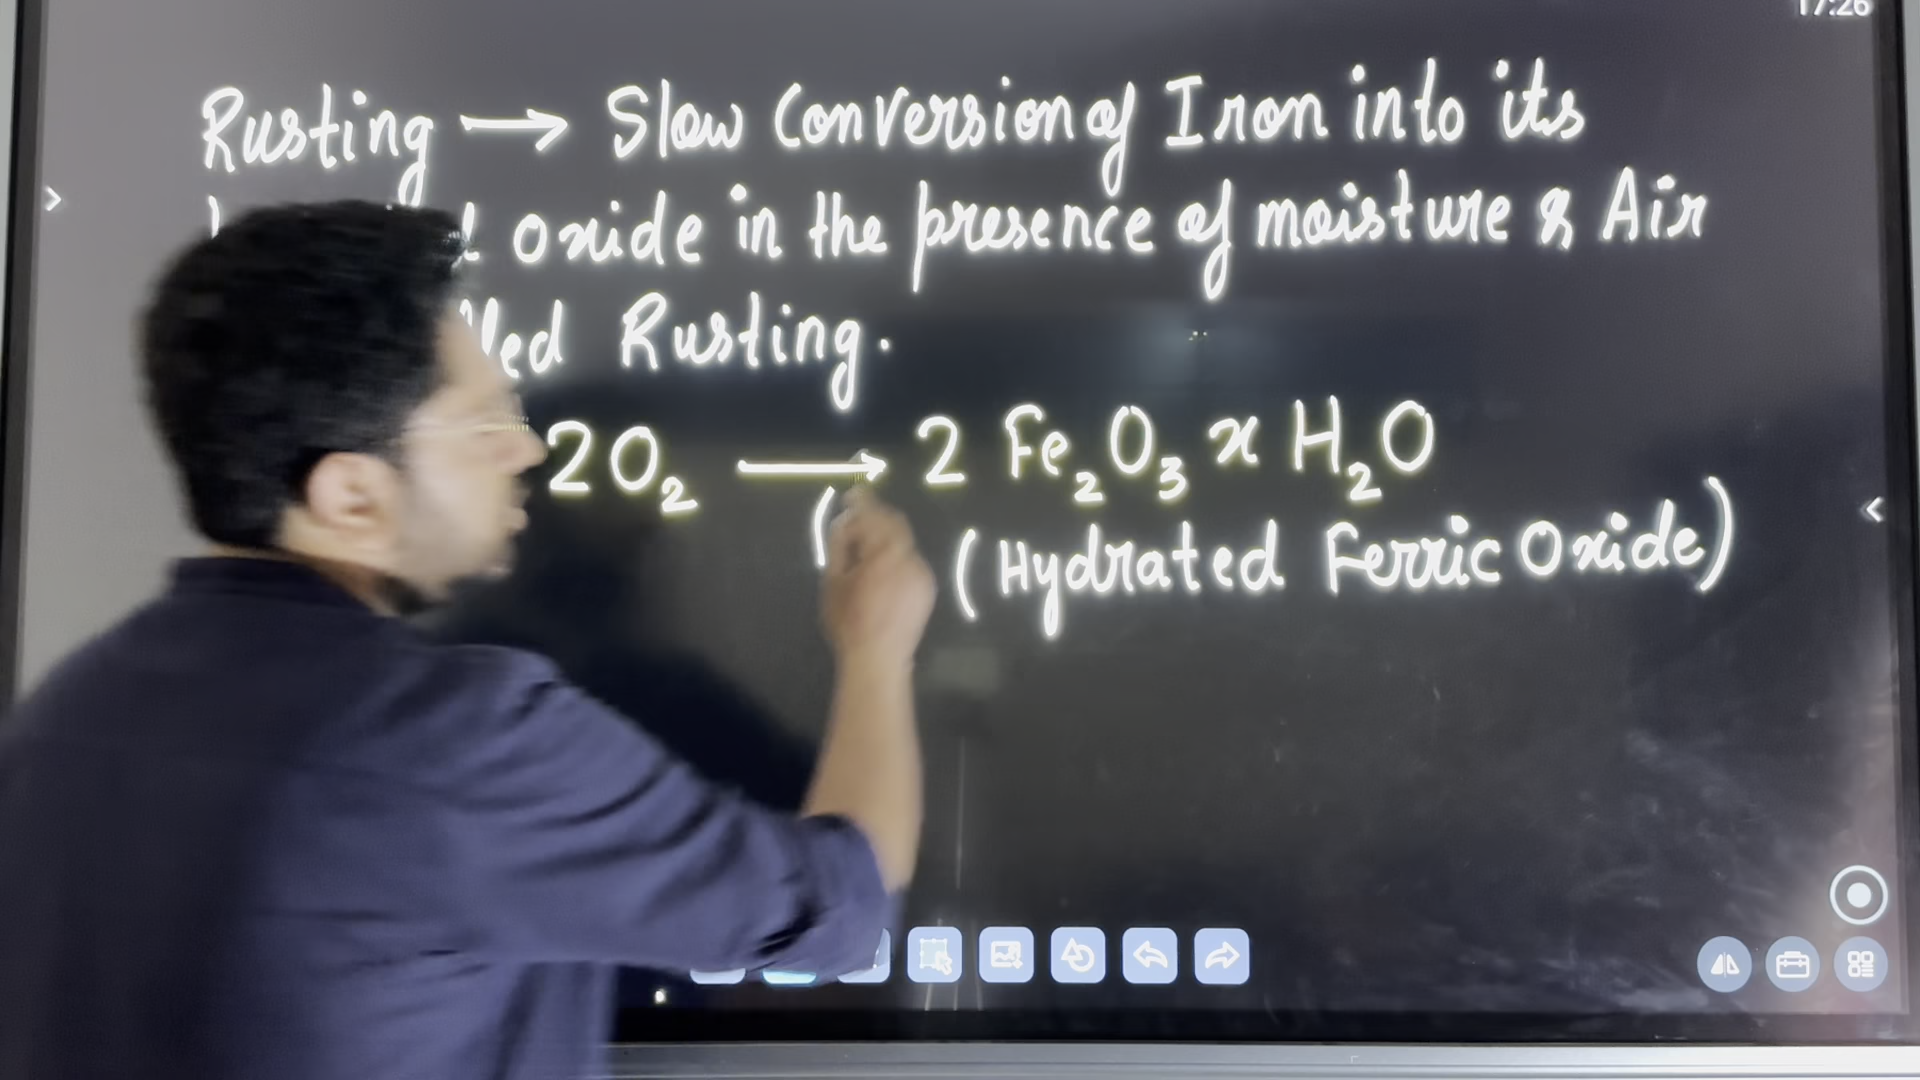 17:26
Rusting → Slow Conversion of Iron into its
Oxide in the presence of moisture & Air
Rusting.
2O₂ → 2 Fe₂O₃ x H₂O
( (Hydrated Ferric Oxide)